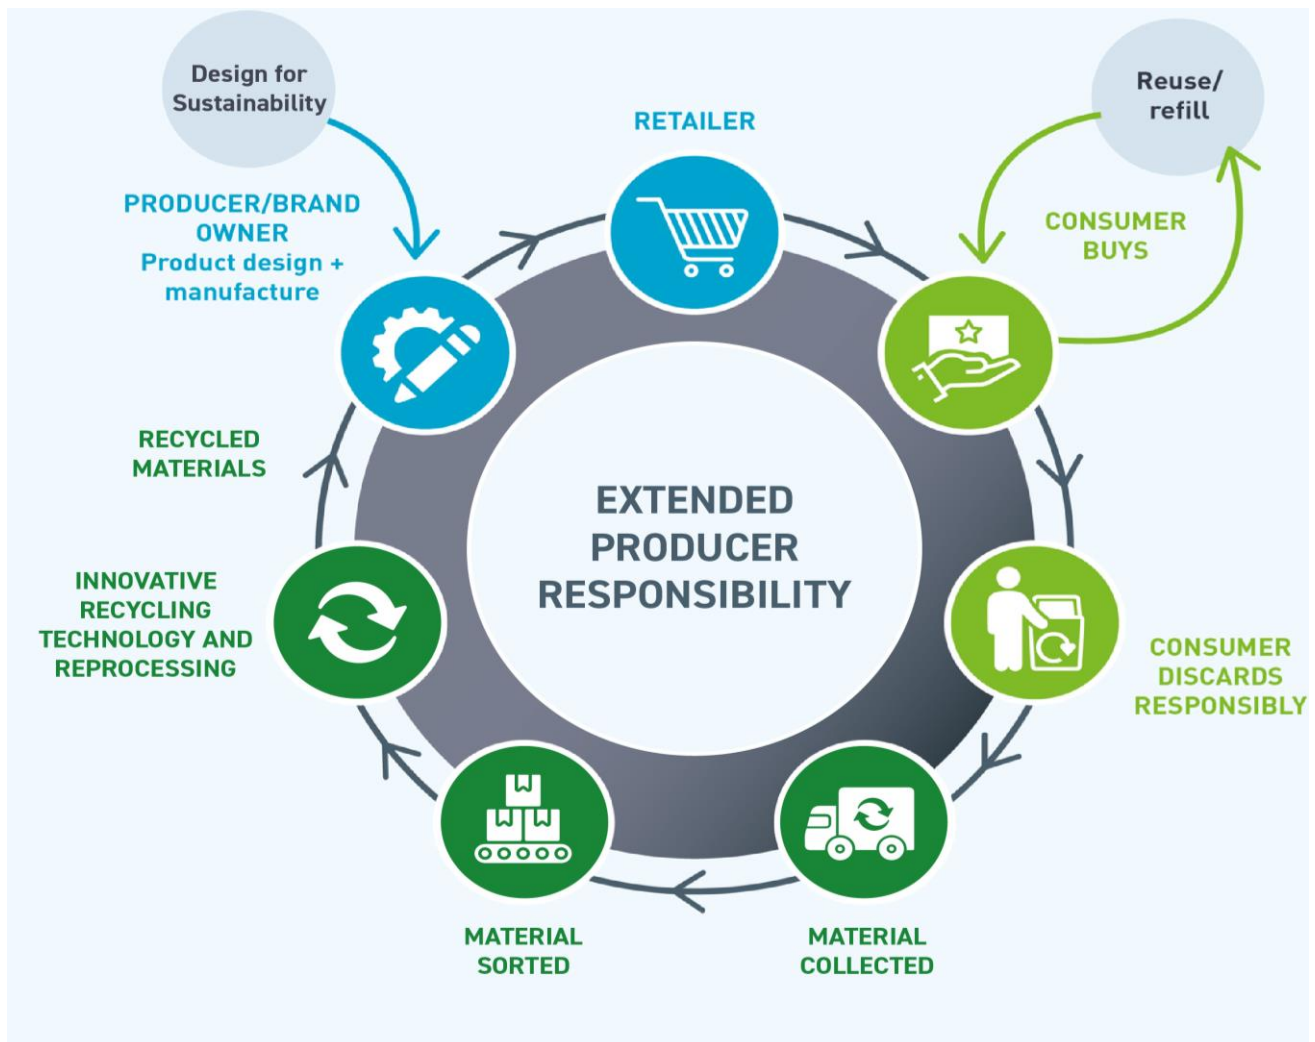 Design for
Sustainability
Reuse/
refill
RETAILER
PRODUCER/BRAND
OWNER
Product design +
manufacture
CONSUMER
BUYS
RECYCLED
MATERIALS
EXTENDED
PRODUCER
RESPONSIBILITY
INNOVATIVE
RECYCLING
TECHNOLOGY AND
REPROCESSING
CONSUMER
DISCARDS
RESPONSIBLY
MATERIAL
SORTED
MATERIAL
COLLECTED